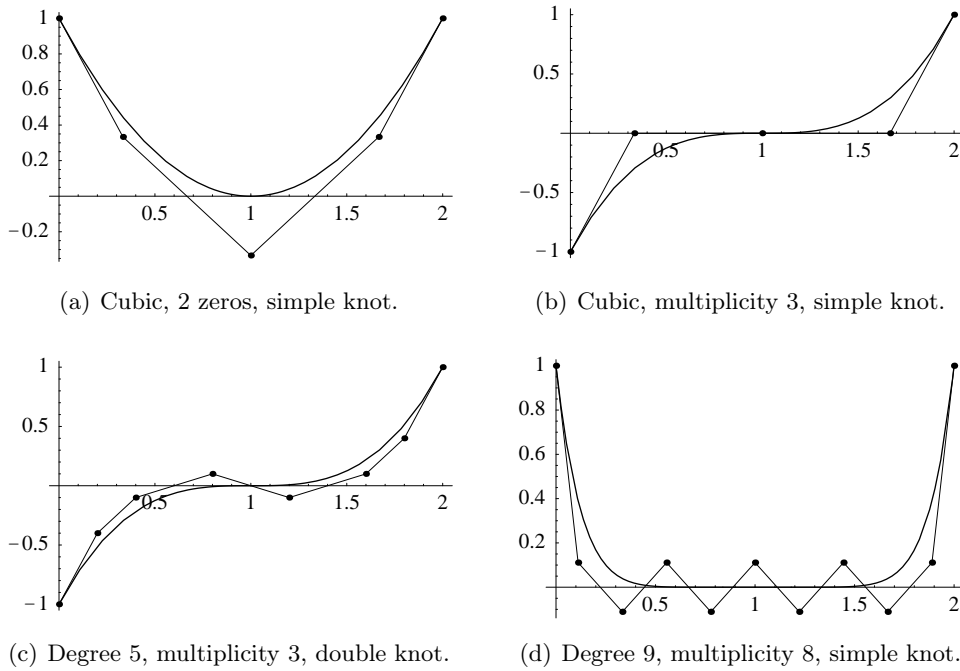 1
0.8
0.6
0.4
0.2
-0.2
0.5 1 1.5 2
(a) Cubic, 2 zeros, simple knot.
1
0.5
-0.5
-1
0.5 1 1.5 2
(b) Cubic, multiplicity 3, simple knot.
1
0.5
-0.5
-1
0.5 1 1.5 2
(c) Degree 5, multiplicity 3, double knot.
1
0.8
0.6
0.4
0.2
0.5 1 1.5 2
(d) Degree 9, multiplicity 8, simple knot.